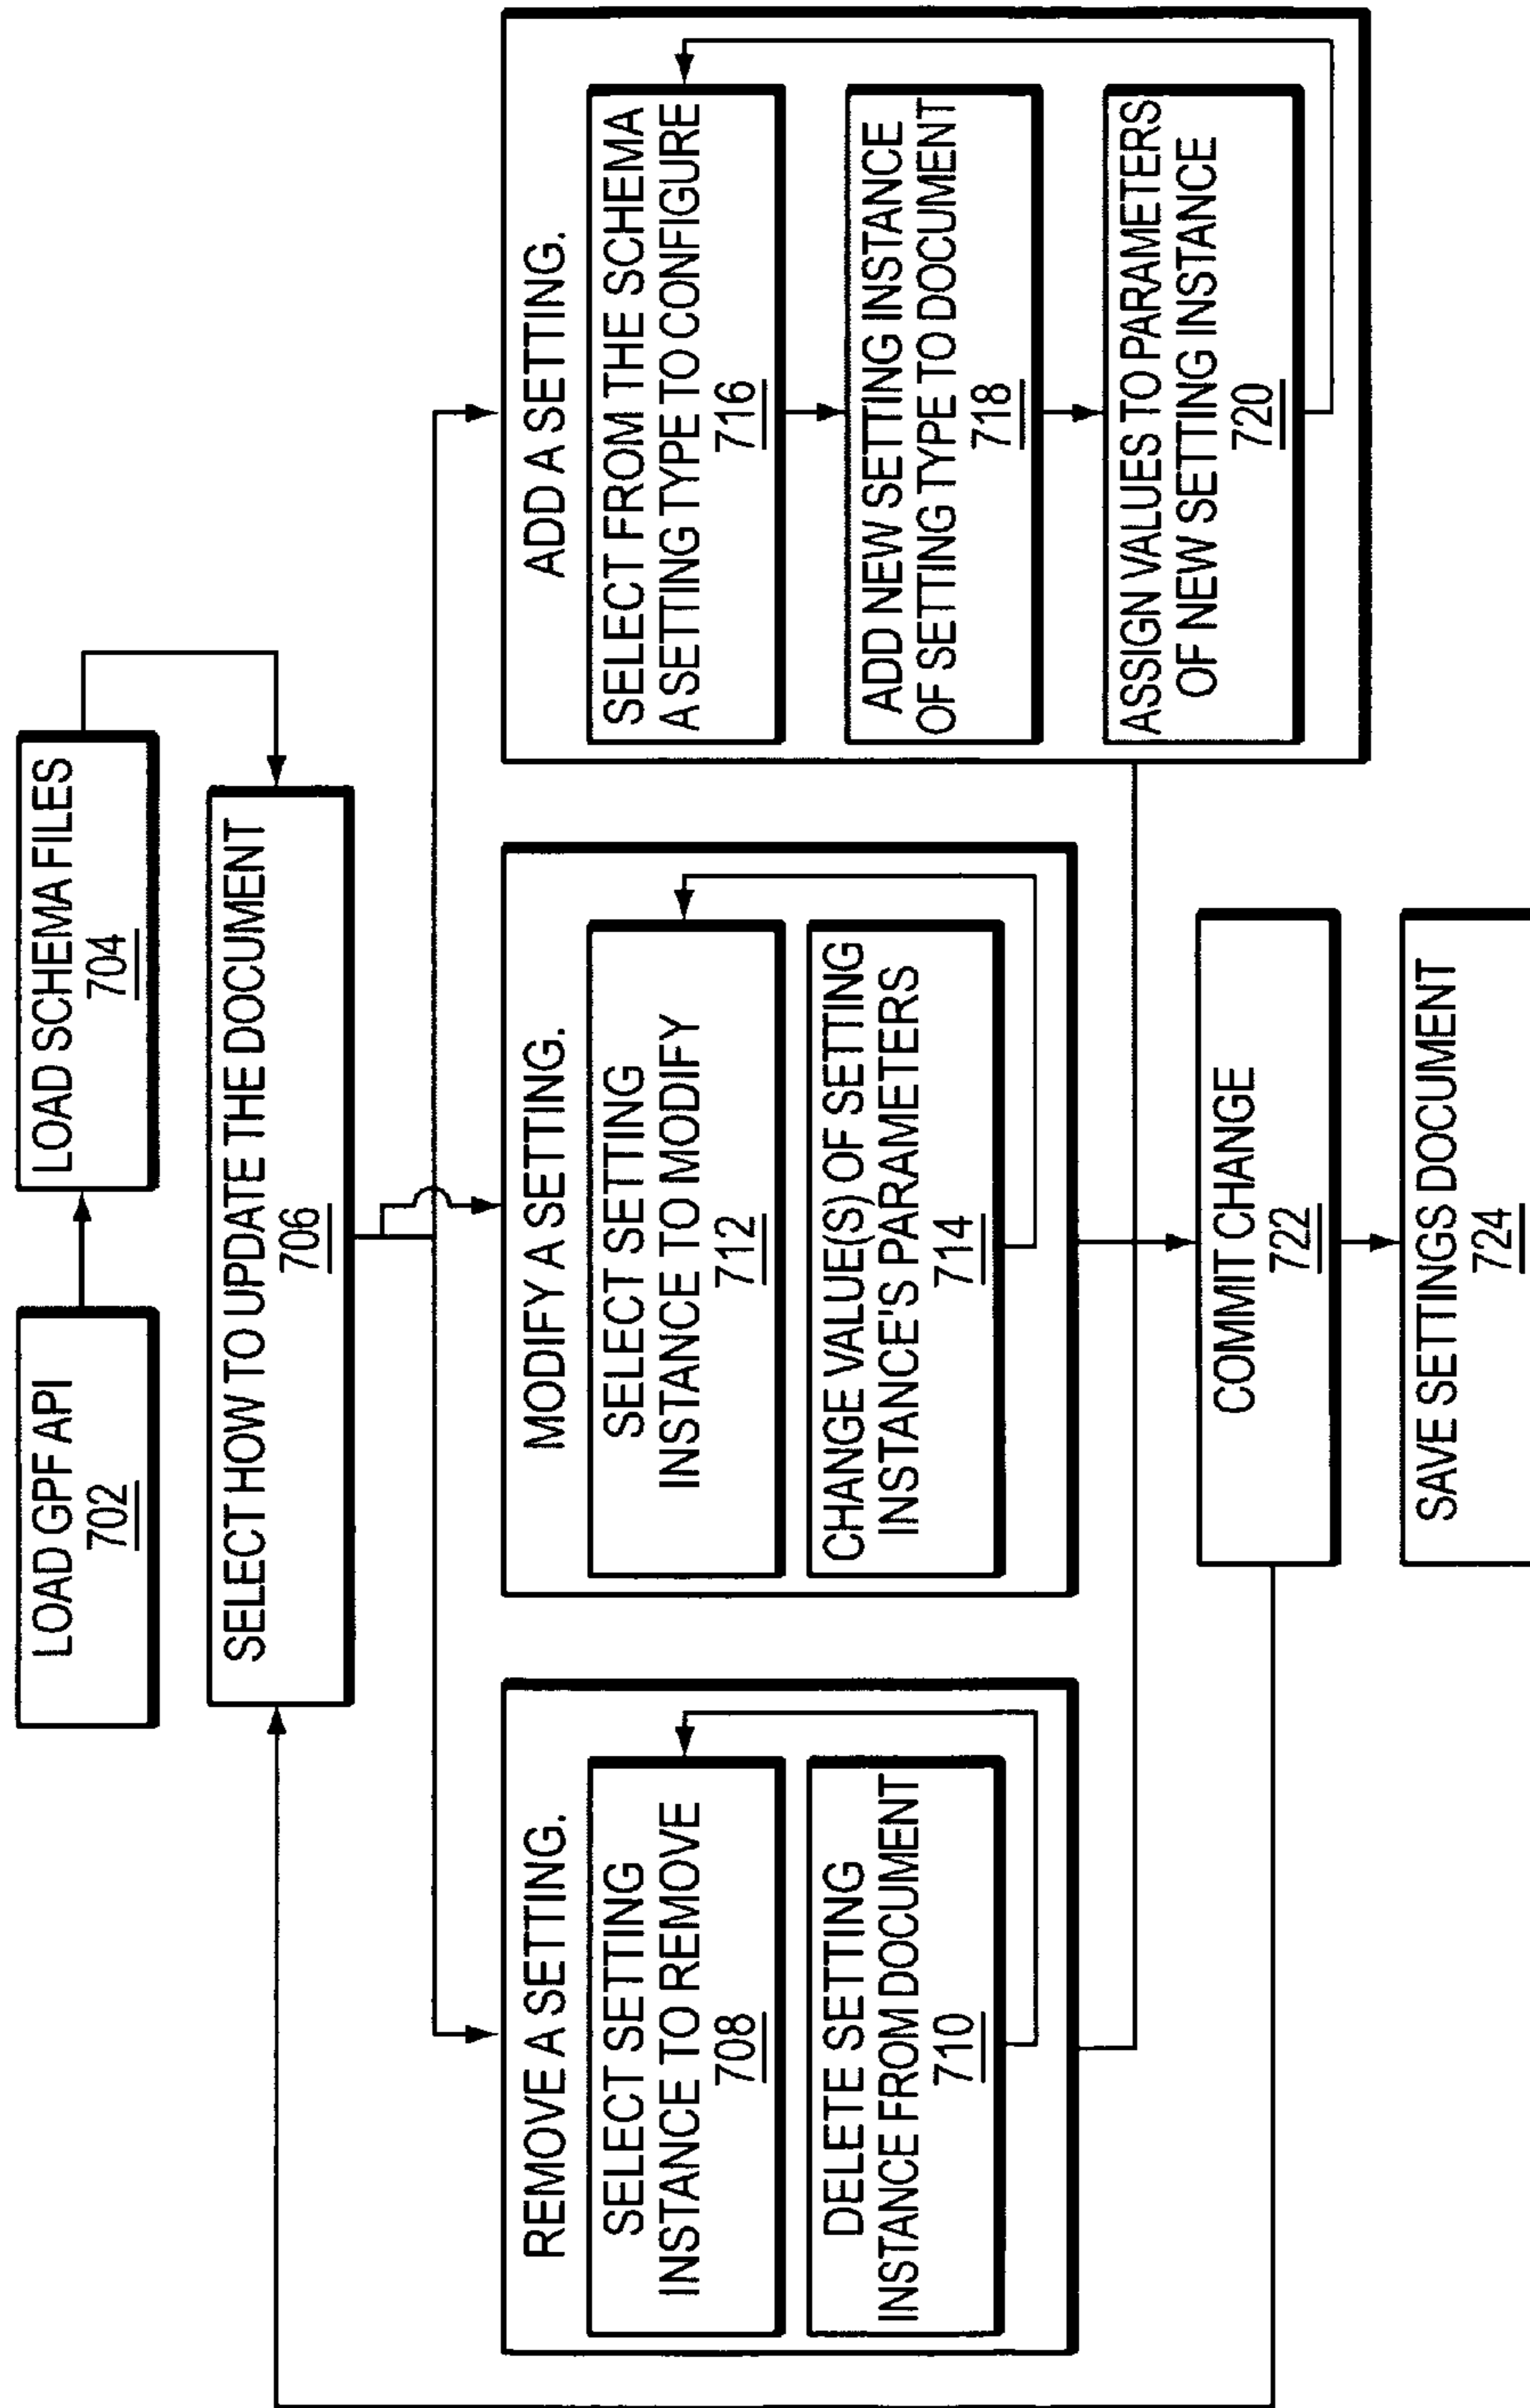 LOAD GPF API
702
LOAD SCHEMA FILES
704
SELECT HOW TO UPDATE THE DOCUMENT
706
REMOVE A SETTING.
SELECT SETTING
INSTANCE TO REMOVE
708
DELETE SETTING
INSTANCE FROM DOCUMENT
710
MODIFY A SETTING.
SELECT SETTING
INSTANCE TO MODIFY
712
CHANGE VALUE(S) OF SETTING
INSTANCE'S PARAMETERS
714
ADD A SETTING.
SELECT FROM THE SCHEMA
A SETTING TYPE TO CONFIGURE
716
ADD NEW SETTING INSTANCE
OF SETTING TYPE TO DOCUMENT
718
ASSIGN VALUES TO PARAMETERS
OF NEW SETTING INSTANCE
720
COMMIT CHANGE
722
SAVE SETTINGS DOCUMENT
724